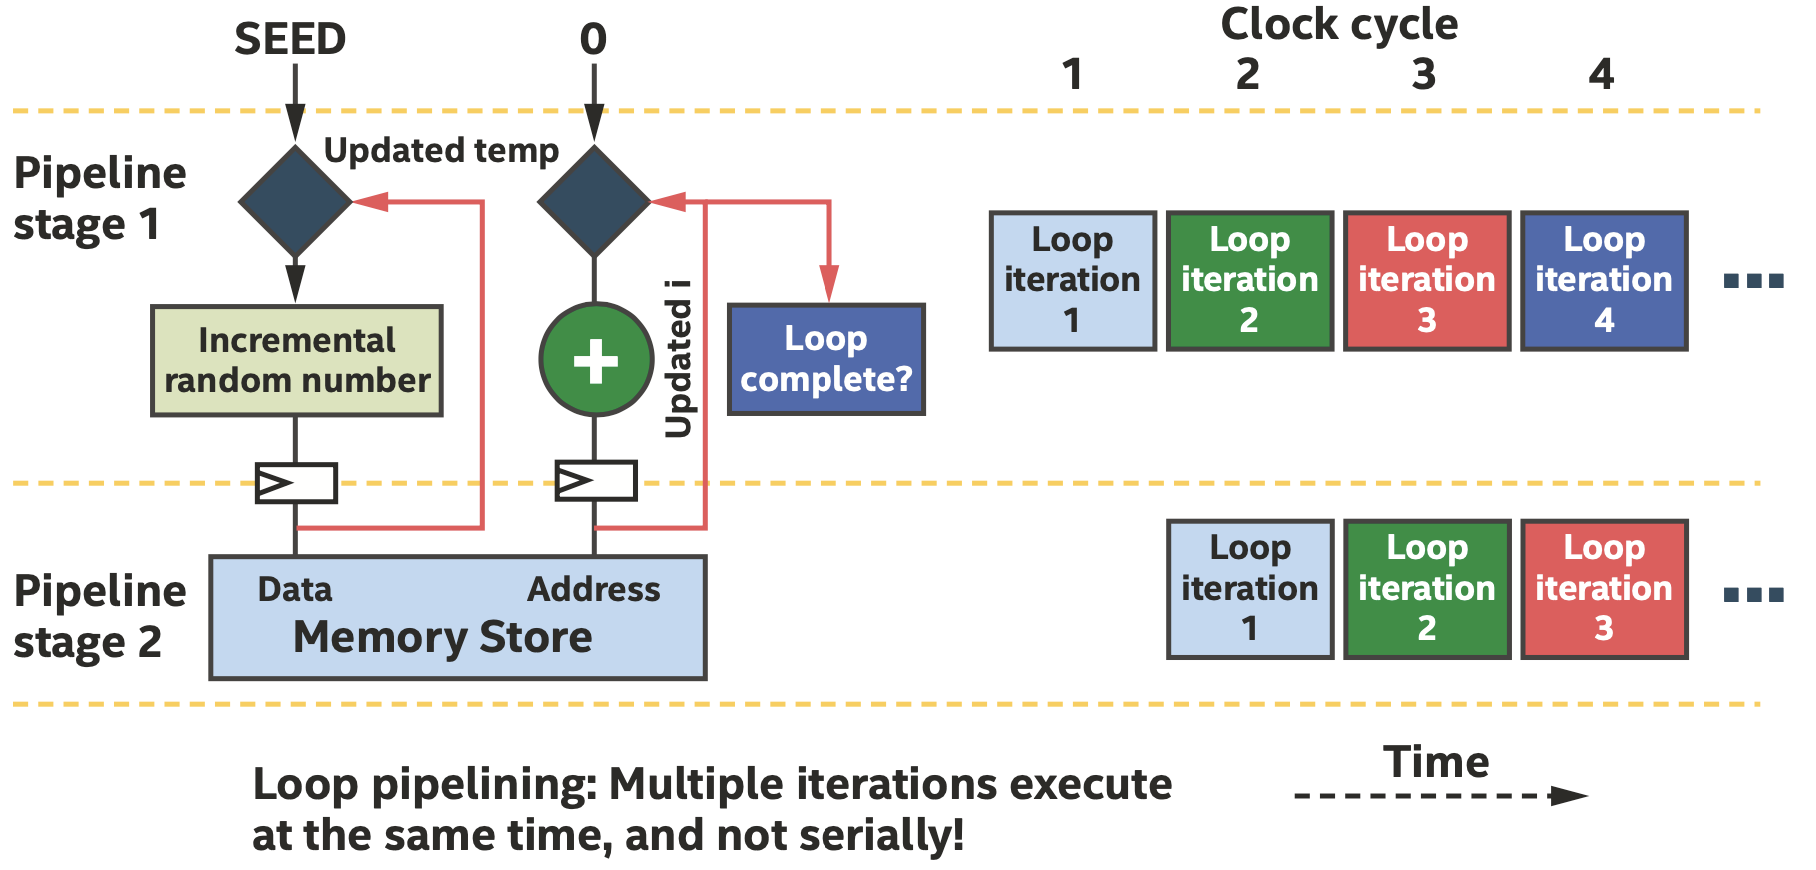 SEED
0
Clock cycle
1 2 3 4
Updated temp
Pipeline
stage 1
Incremental
random number
Updated i
Loop
complete?
Loop
iteration
1
Loop
iteration
2
Loop
iteration
3
Loop
iteration
4
Pipeline
stage 2
Data
Address
Memory Store
Loop
iteration
1
Loop
iteration
2
Loop
iteration
3
Loop pipelining: Multiple iterations execute
at the same time, and not serially!
Time